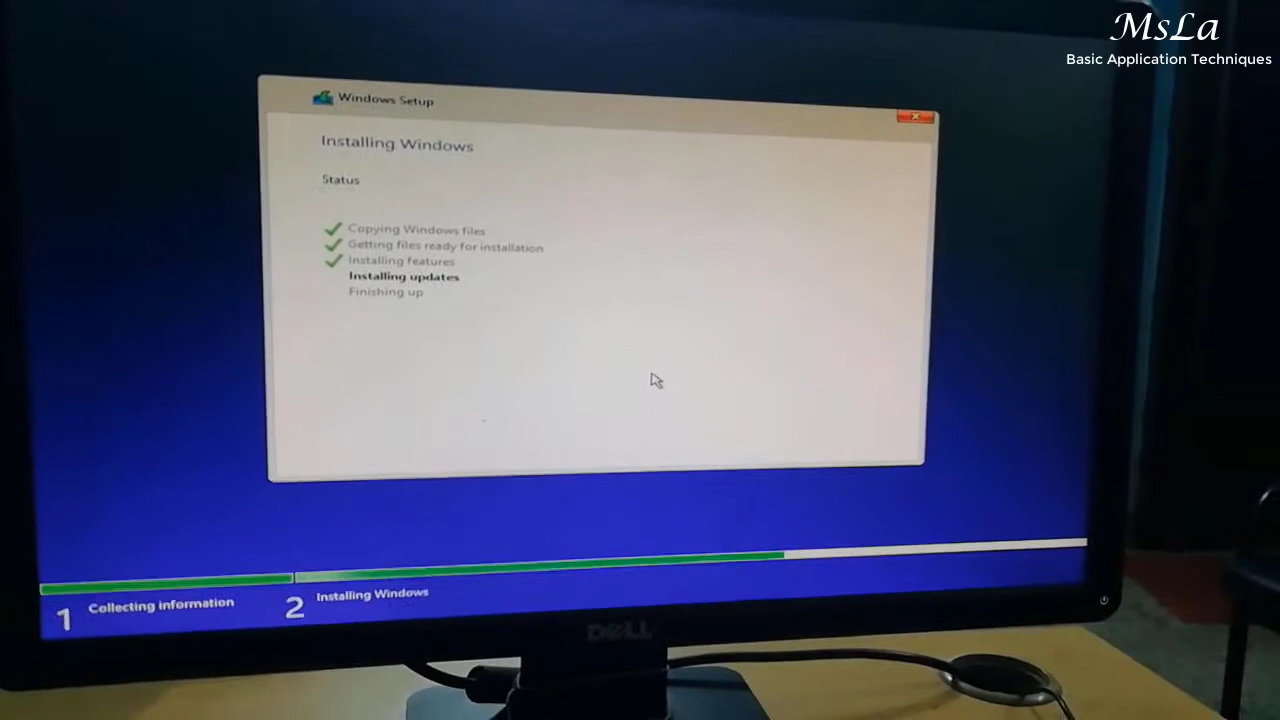 MsLa
Basic Application Techniques
Windows Setup
Installing Windows
Status
Copying Windows files
Getting files ready for installation
Installing features
Installing updates
Finishing up
1 Collecting information
2 Installing Windows
DELL